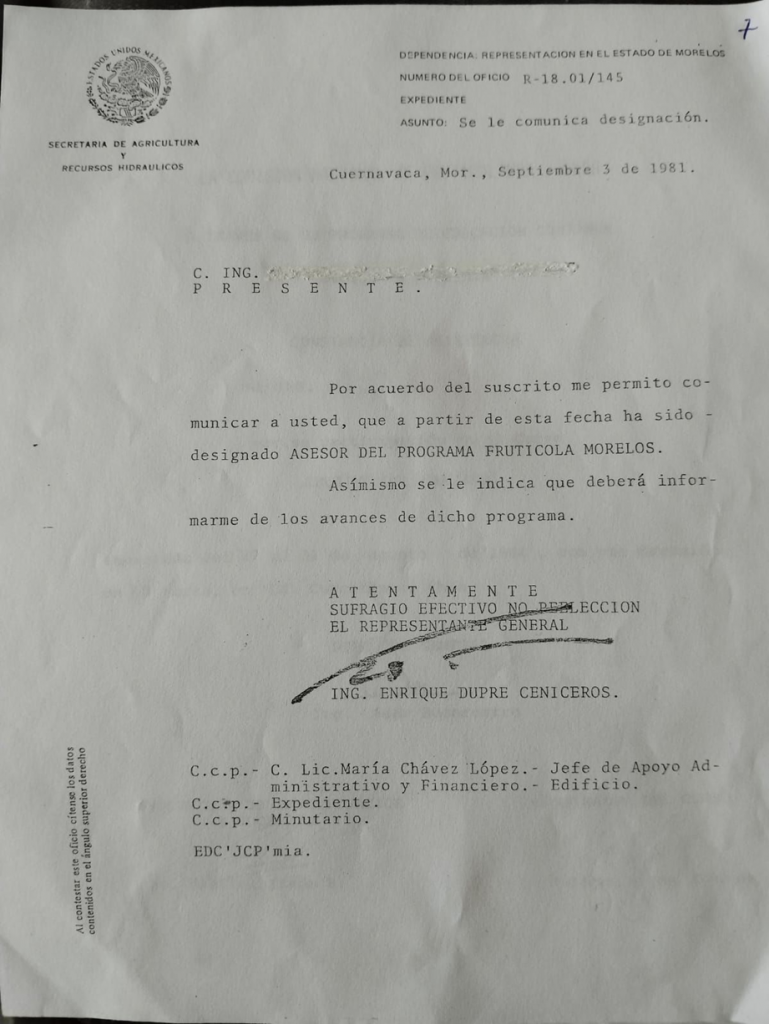 7
ESTADOS UNIDOS MEXICANOS
SECRETARIA DE AGRICULTURA
Y
RECURSOS HIDRAULICOS
DEPENDENCIA: REPRESENTACION EN EL ESTADO DE MORELOS
NUMERO DEL OFICIO R-18.01/145
EXPEDIENTE
ASUNTO: Se le comunica designación.
Cuernavaca, Mor., Septiembre 3 de 1981.
C. ING.
P R E S E N T E .
Por acuerdo del suscrito me permito co-
municar a usted, que a partir de esta fecha ha sido -
designado ASESOR DEL PROGRAMA FRUTICOLA MORELOS.
Asímismo se le indica que deberá infor-
marme de los avances de dicho programa.
A T E N T A M E N T E
SUFRAGIO EFECTIVO NO REELECCION
EL REPRESENTANTE GENERAL
ING. ENRIQUE DUPRE CENICEROS.
C.c.p.- C. Lic.María Chávez López.- Jefe de Apoyo Ad-
ministrativo y Financiero.- Edificio.
C.c.p.- Expediente.
C.c.p.- Minutario.
EDC'JCP'mia.
Al contestar este oficio cítense los datos
contenidos en el ángulo superior derecho